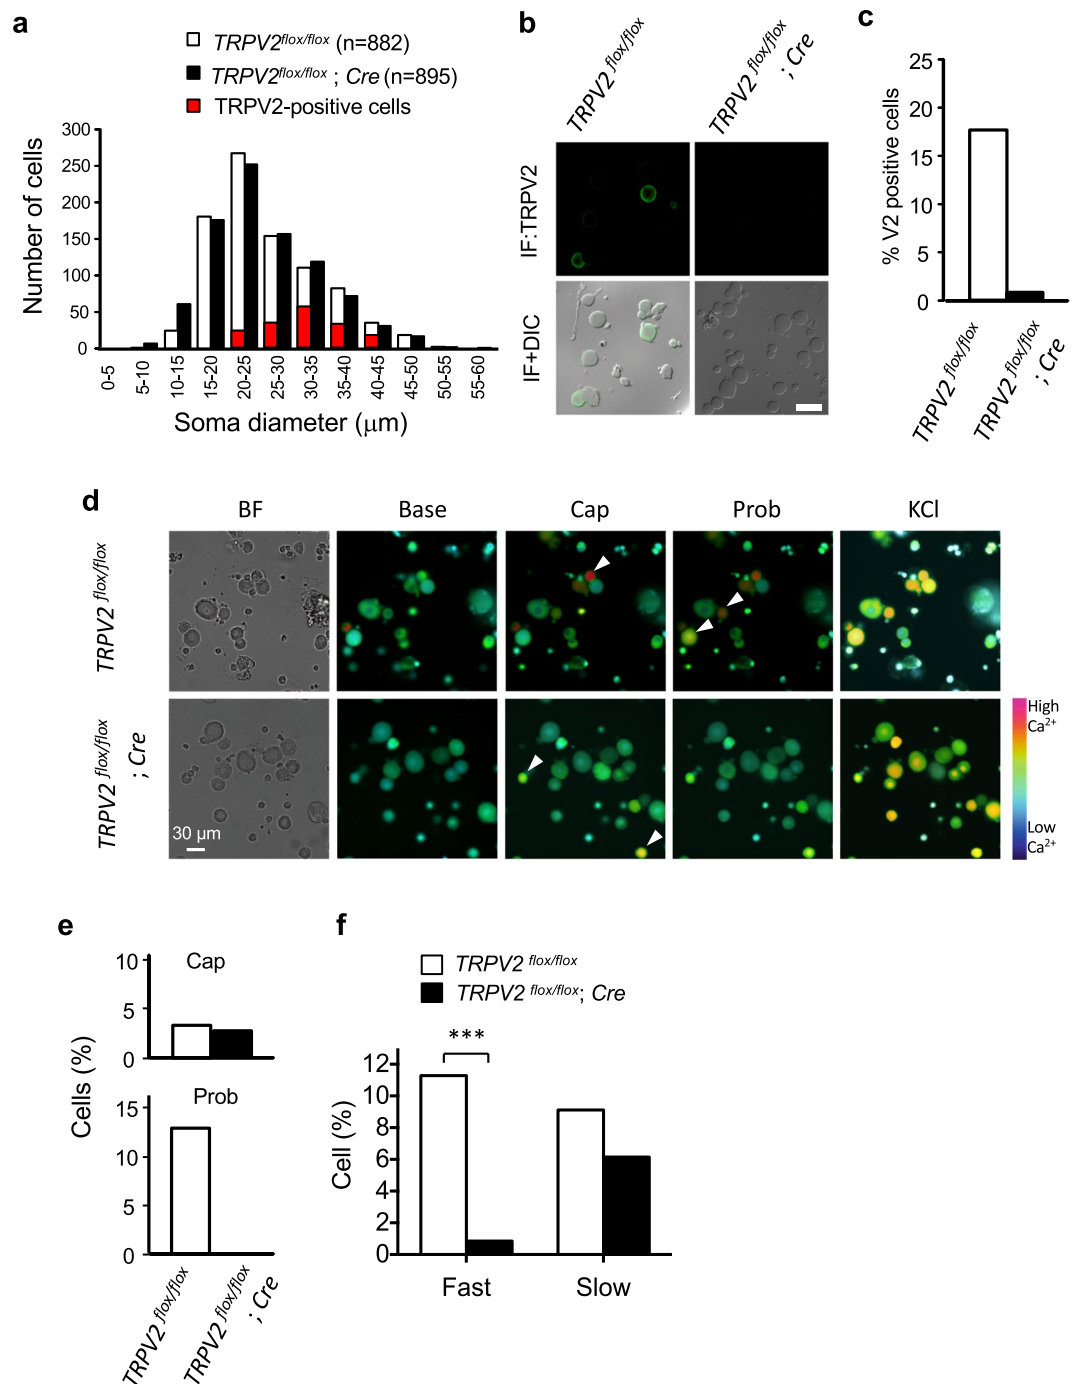 a
TRPV2flox/flox (n=882)
TRPV2flox/flox ; Cre (n=895)
TRPV2-positive cells
Number of cells
300
250
200
150
100
50
0
0-5
5-10
10-15
15-20
20-25
25-30
30-35
35-40
40-45
45-50
50-55
55-60
Soma diameter (μm)
b
TRPV2 flox/flox
TRPV2 flox/flox
; Cre
IF:TRPV2
IF+DIC
c
% V2 positive cells
25
20
15
10
5
0
TRPV2 flox/flox
TRPV2 flox/flox
; Cre
d
BF
Base
Cap
Prob
KCl
TRPV2 flox/flox
TRPV2 flox/flox
; Cre
30 μm
High
Ca2+
Low
Ca2+
e
Cells (%)
Cap
10
5
0
Prob
15
10
5
0
TRPV2 flox/flox
TRPV2 flox/flox
; Cre
f
TRPV2 flox/flox
TRPV2 flox/flox; Cre
***
Cell (%)
12
10
8
6
4
2
0
Fast
Slow